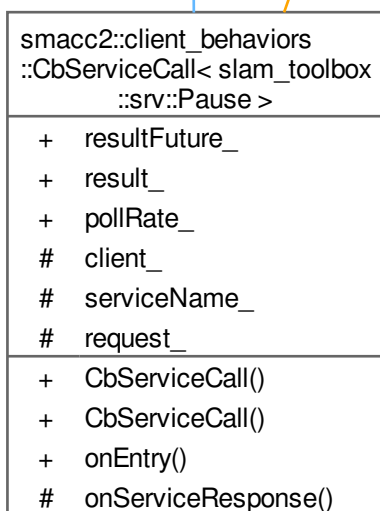 smacc2::client_behaviors
::CbServiceCall< slam_toolbox
::srv::Pause >
+ resultFuture_
+ result_
+ pollRate_
# client_
# serviceName_
# request_
+ CbServiceCall()
+ CbServiceCall()
+ onEntry()
# onServiceResponse()